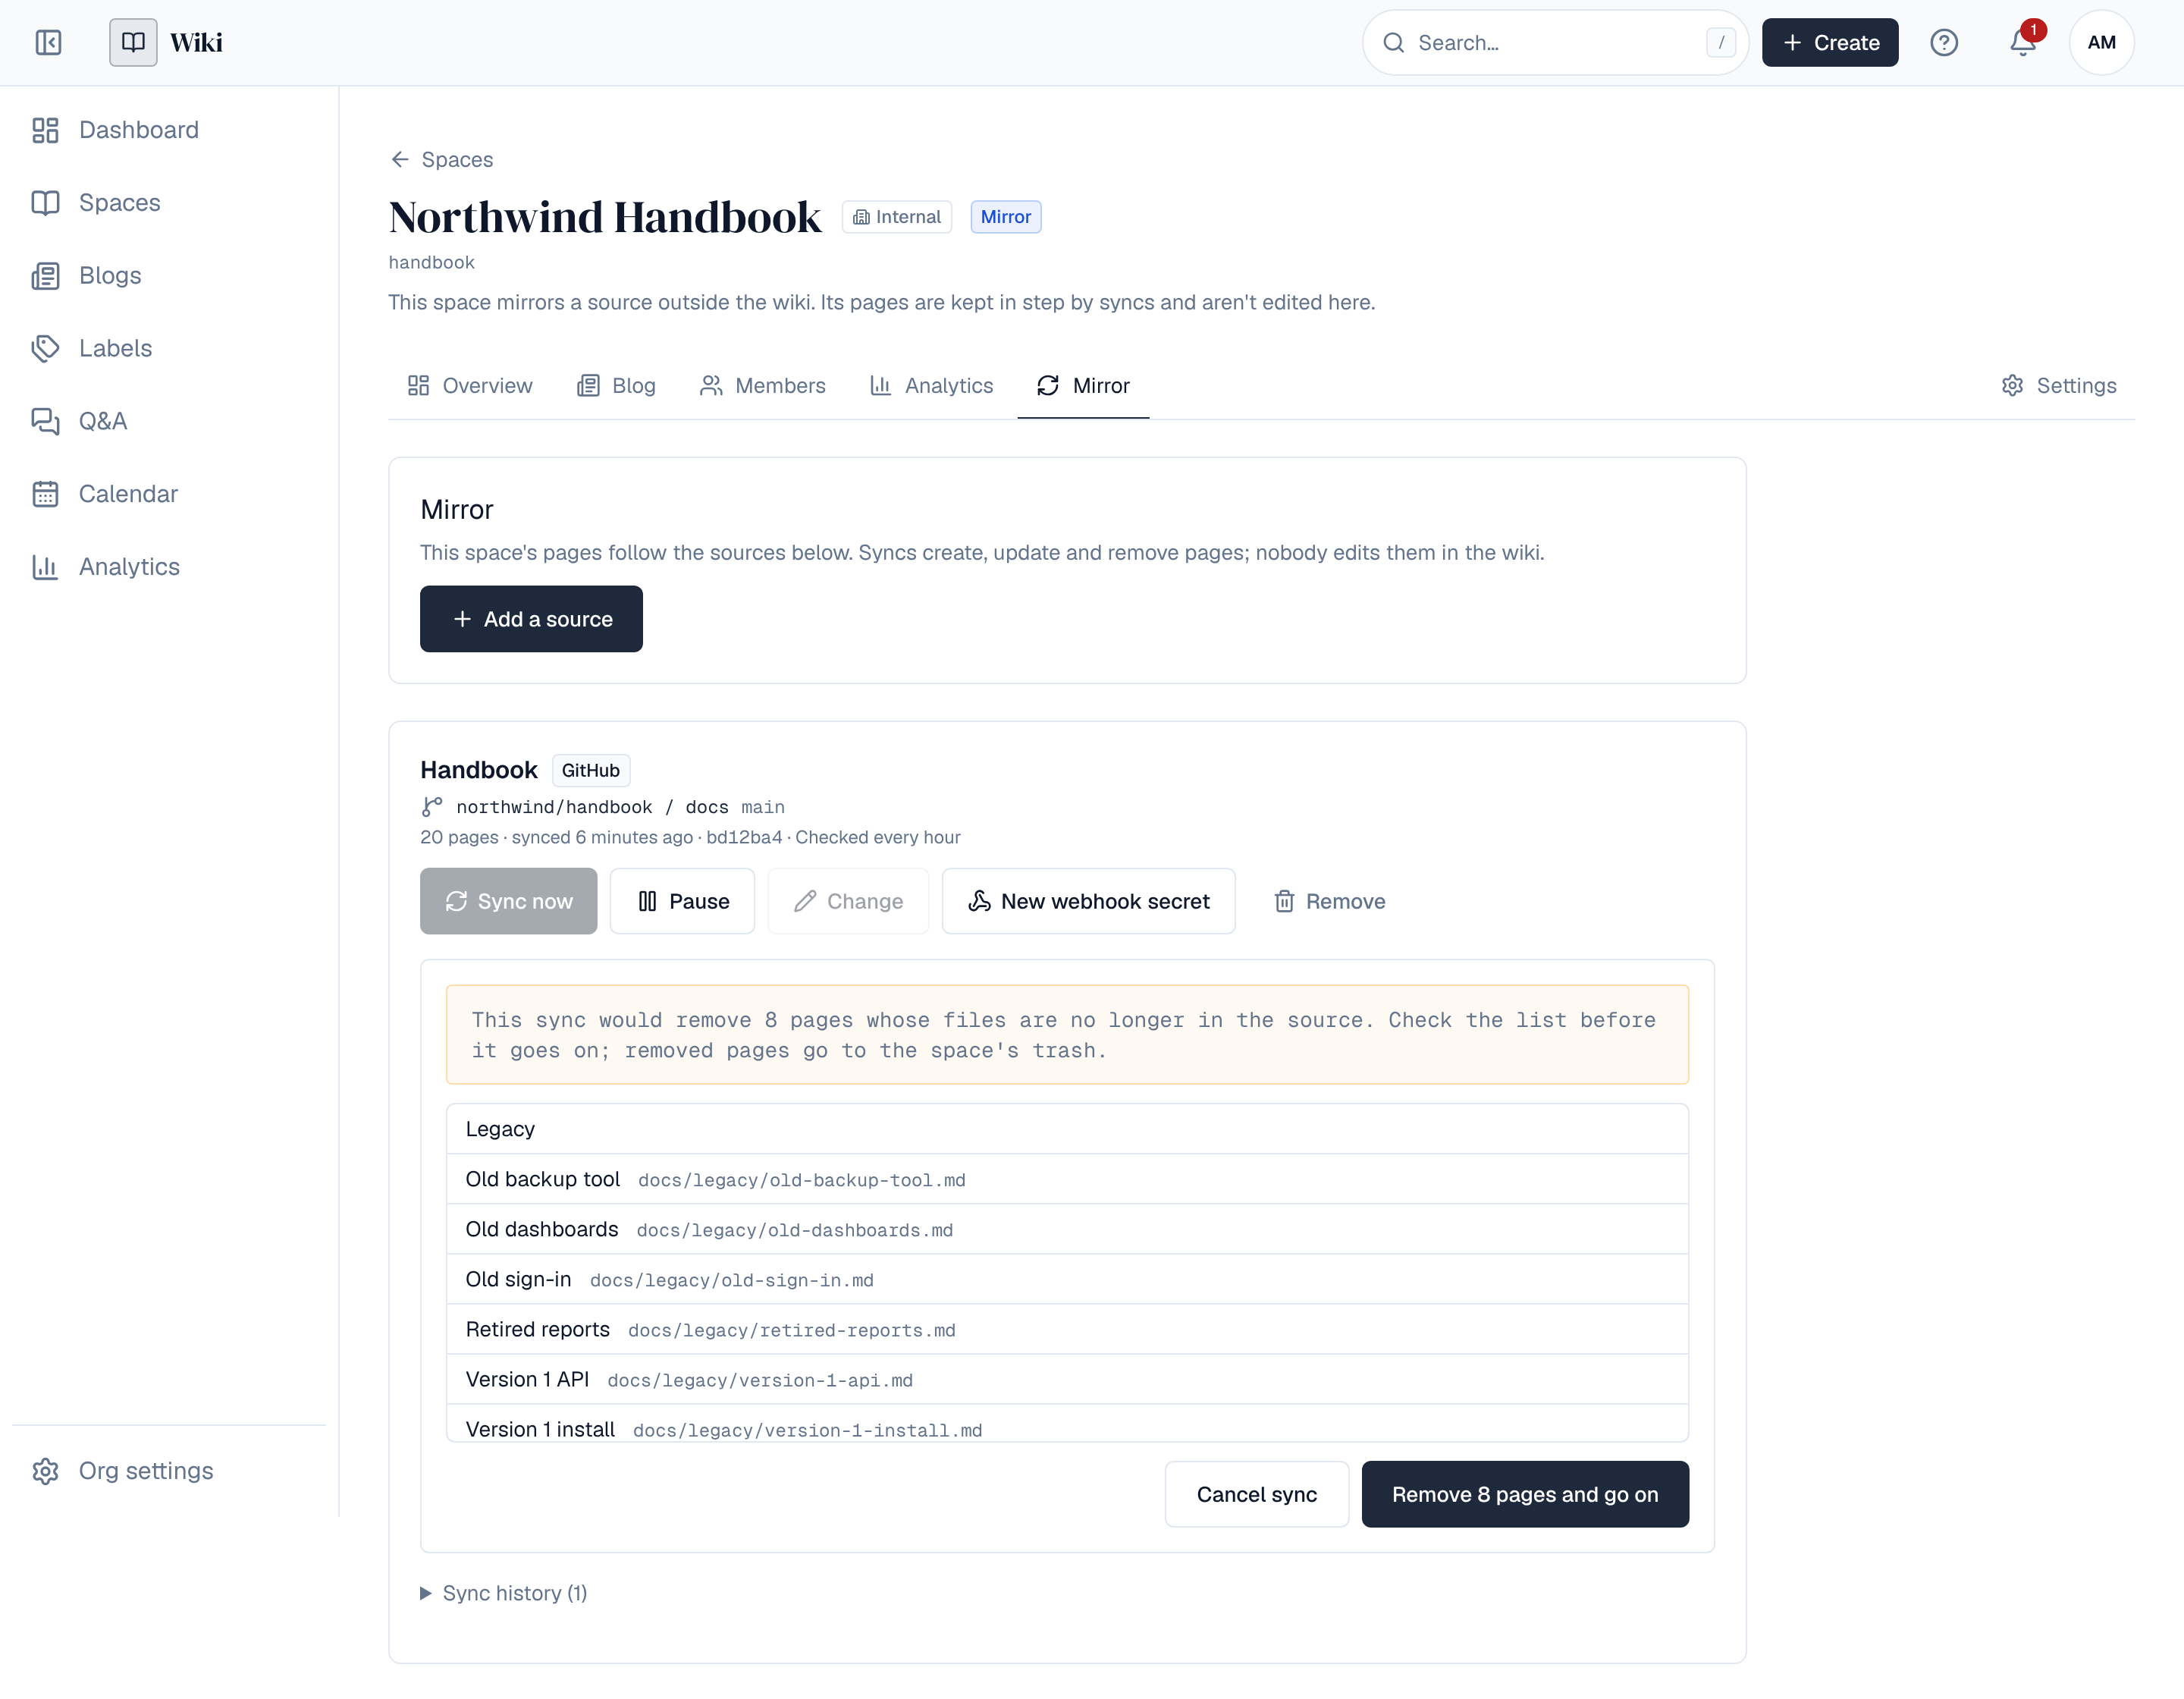 Wiki
Search...
/
Create
1
AM
Dashboard
Spaces
Blogs
Labels
Q&A
Calendar
Analytics
Org settings
Spaces
Northwind Handbook
Internal
Mirror
handbook
This space mirrors a source outside the wiki. Its pages are kept in step by syncs and aren't edited here.
Overview
Blog
Members
Analytics
Mirror
Settings
Mirror
This space's pages follow the sources below. Syncs create, update and remove pages; nobody edits them in the wiki.
Add a source
Handbook GitHub
northwind/handbook / docs main
20 pages · synced 6 minutes ago · bd12ba4 · Checked every hour
Sync now
Pause
Change
New webhook secret
Remove
This sync would remove 8 pages whose files are no longer in the source. Check the list before
it goes on; removed pages go to the space's trash.
Legacy
Old backup tool docs/legacy/old-backup-tool.md
Old dashboards docs/legacy/old-dashboards.md
Old sign-in docs/legacy/old-sign-in.md
Retired reports docs/legacy/retired-reports.md
Version 1 API docs/legacy/version-1-api.md
Version 1 install docs/legacy/version-1-install.md
Cancel sync
Remove 8 pages and go on
Sync history (1)